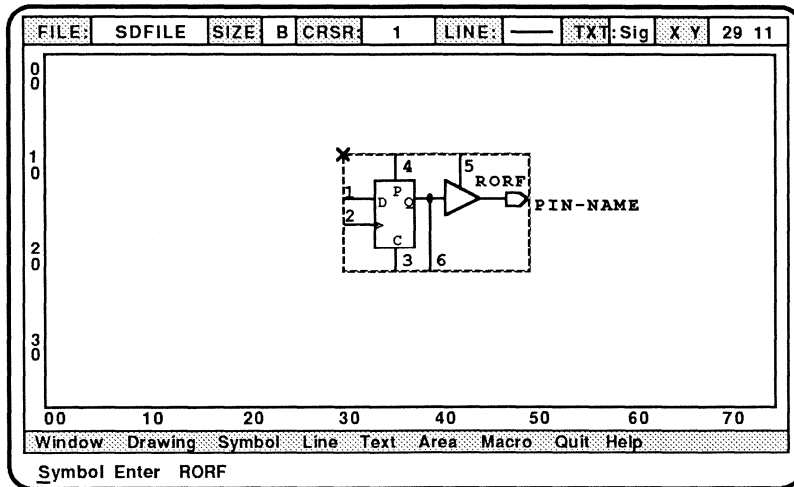 FILE: SDFILE SIZE B CRSR: 1 LINE: TXT: Sig X Y 29 11
00
10
4 5
RORF
1 D P Q PIN-NAME
2
C
20
3 6
30
00 10 20 30 40 50 60 70
Window Drawing Symbol Line Text Area Macro Quit Help
Symbol Enter RORF